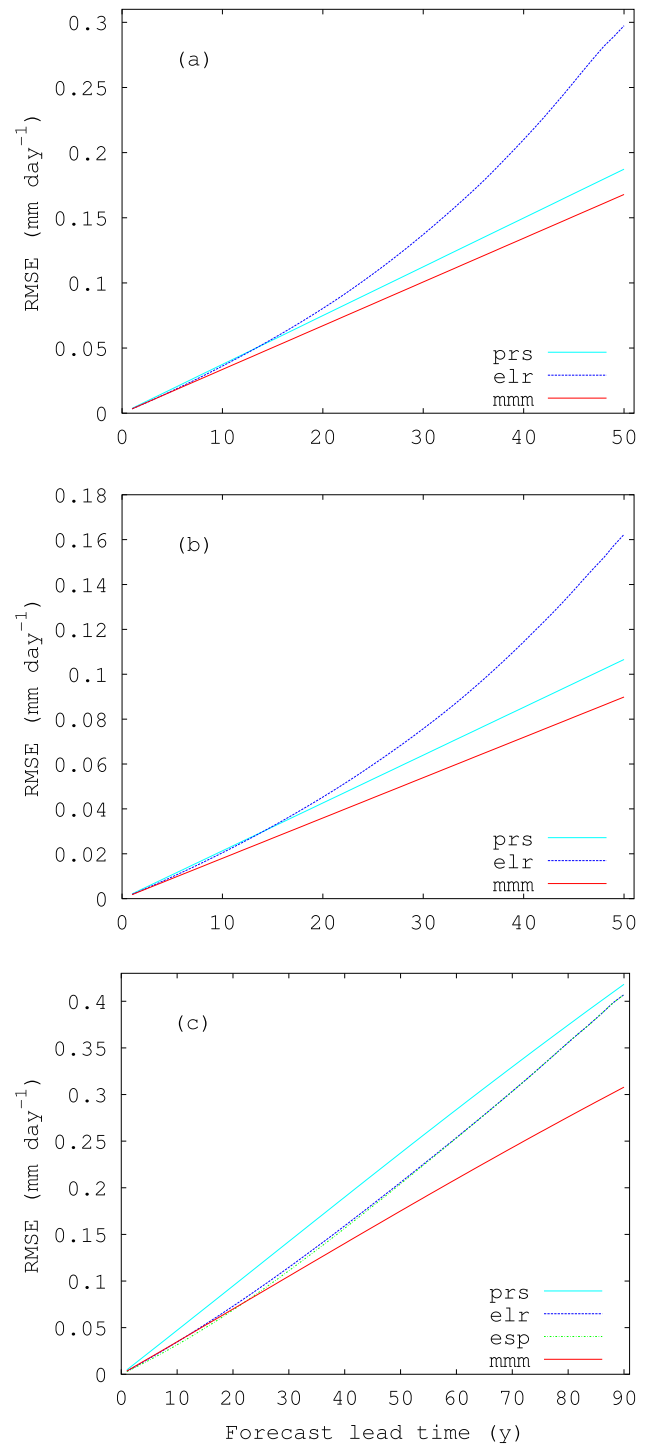 (a)
RMSE (mm day⁻¹)
0.3
0.25
0.2
0.15
0.1
0.05
0
prs
elr
mmm
0 10 20 30 40 50
(b)
RMSE (mm day⁻¹)
0.18
0.16
0.14
0.12
0.1
0.08
0.06
0.04
0.02
0
prs
elr
mmm
0 10 20 30 40 50
(c)
RMSE (mm day⁻¹)
0.4
0.35
0.3
0.25
0.2
0.15
0.1
0.05
0
prs
elr
esp
mmm
0 10 20 30 40 50 60 70 80 90
Forecast lead time (y)